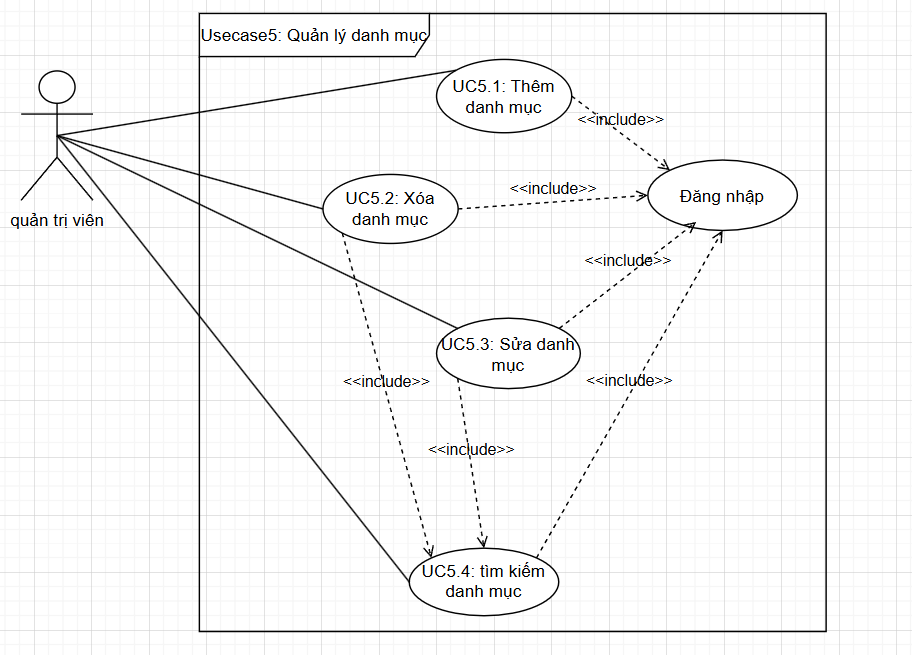 Usecase5: Quản lý danh mục
UC5.1: Thêm
danh mục
<<include>>
UC5.2: Xóa
danh mục
<<include>>
Đăng nhập
quản trị viên
<<include>>
UC5.3: Sửa danh
mục
<<include>>
<<include>>
<<include>>
UC5.4: tìm kiếm
danh mục